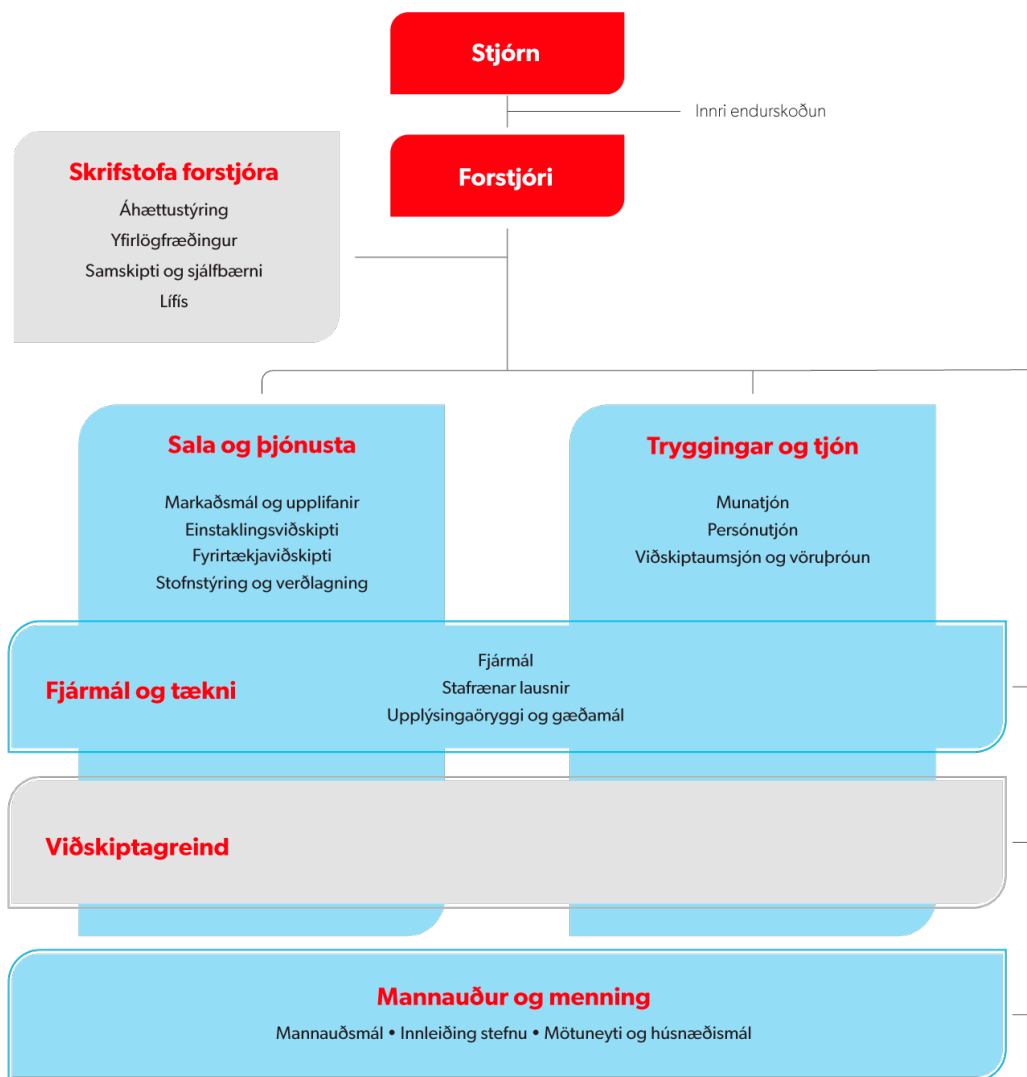 Stjórn
Innri endurskoðun
Forstjóri
Skrifstofa forstjóra
Áhættustýring
Yfirlögfræðingur
Samskipti og sjálfbærni
Lífís
Sala og þjónusta
Markaðsmál og upplifanir
Einstaklingsviðskipti
Fyrirtækjaviðskipti
Stofnstýring og verðlagning
Tryggingar og tjón
Munatjón
Persónutjón
Viðskiptaumsjón og vöruþróun
Fjármál og tækni
Fjármál
Stafrænar lausnir
Upplýsingaöryggi og gæðamál
Viðskiptagreind
Mannauður og menning
Mannauðsmál • Innleiðing stefnu • Mötuneyti og húsnæðismál